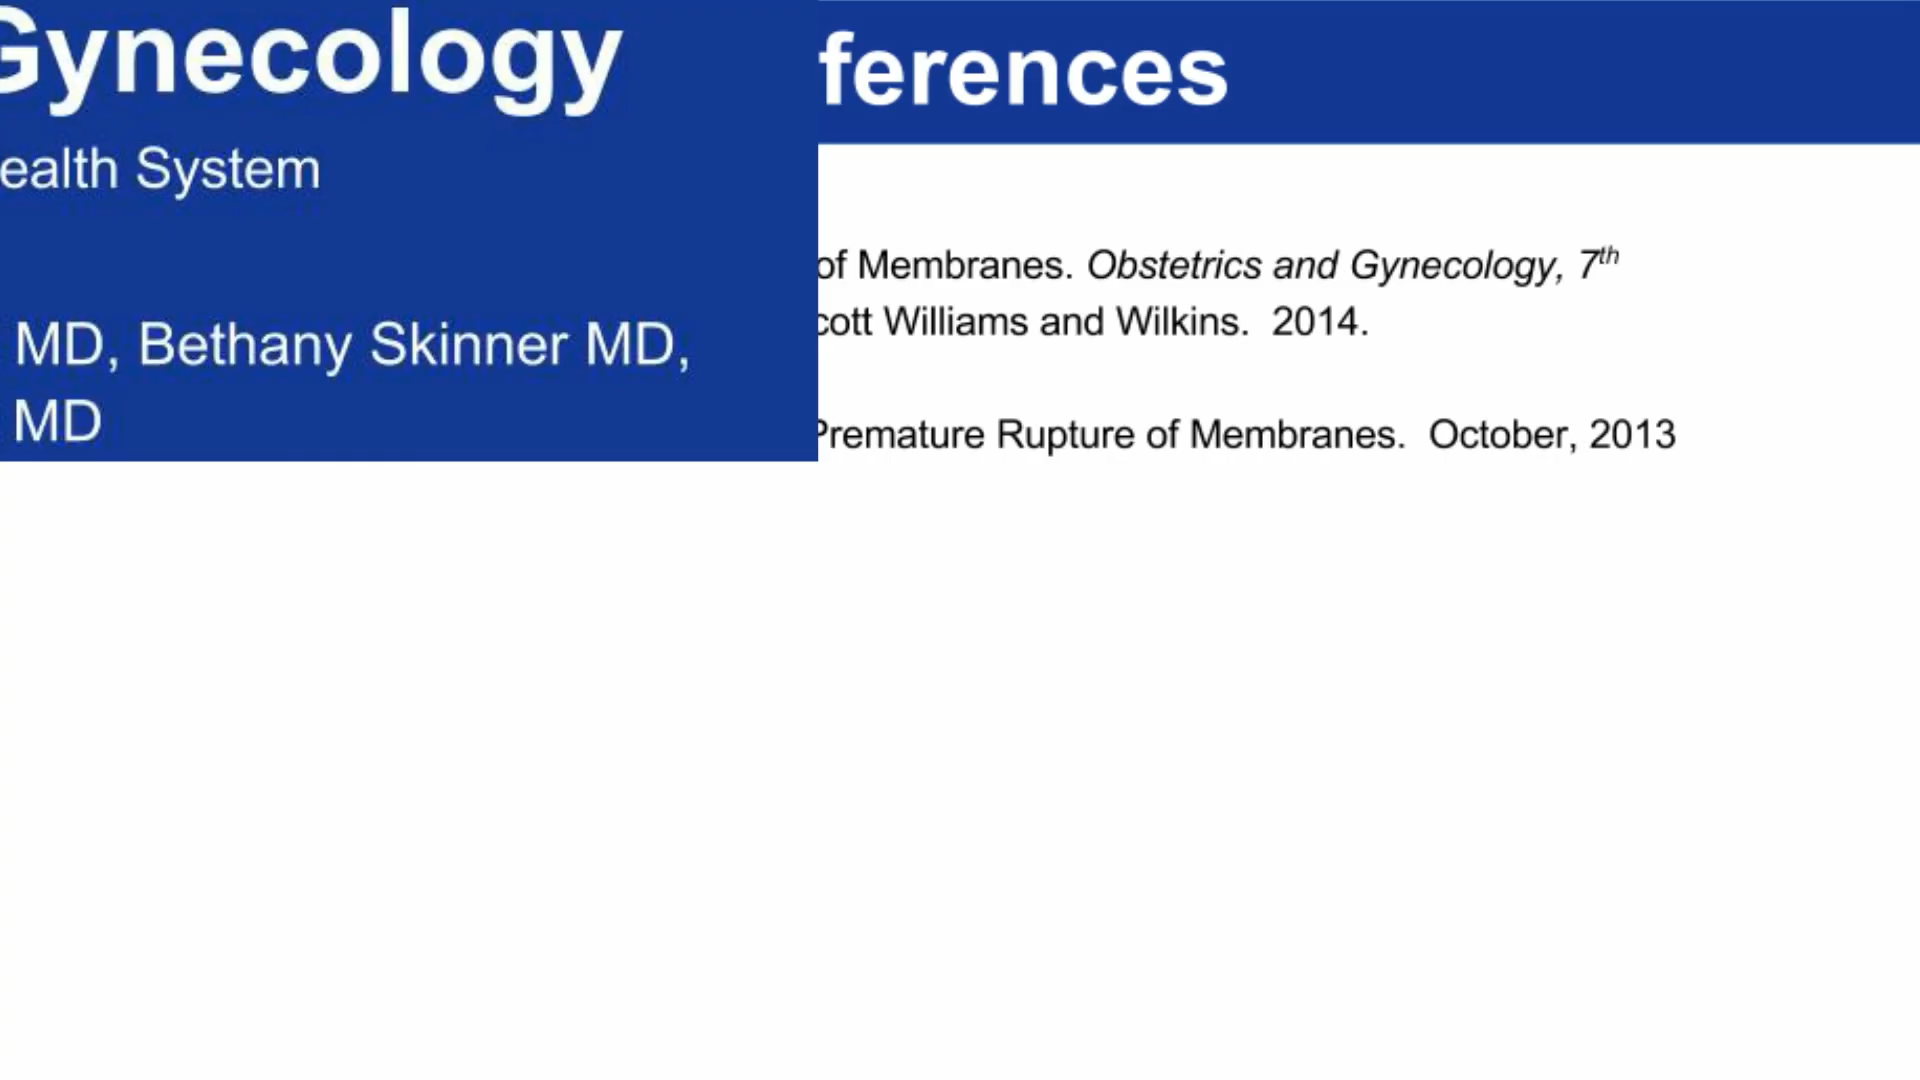 Gynecology
ealth System
MD, Bethany Skinner MD,
MD
ferences
of Membranes. Obstetrics and Gynecology, 7th
cott Williams and Wilkins. 2014.
Premature Rupture of Membranes. October, 2013